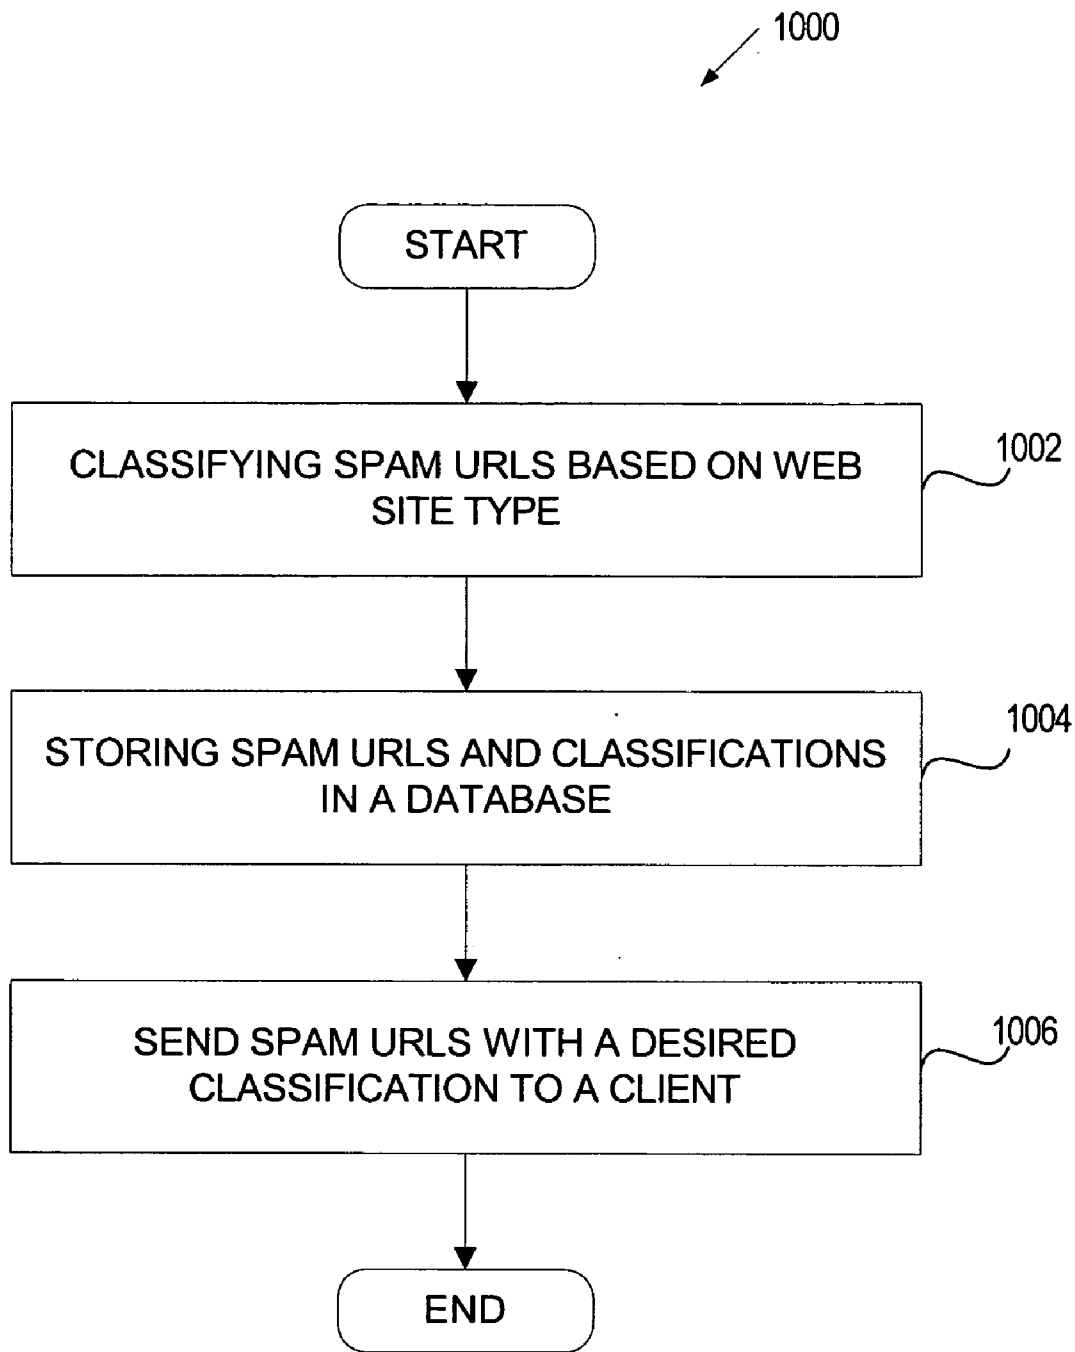 1000
START
CLASSIFYING SPAM URLS BASED ON WEB
SITE TYPE
1002
STORING SPAM URLS AND CLASSIFICATIONS
IN A DATABASE
1004
SEND SPAM URLS WITH A DESIRED
CLASSIFICATION TO A CLIENT
1006
END